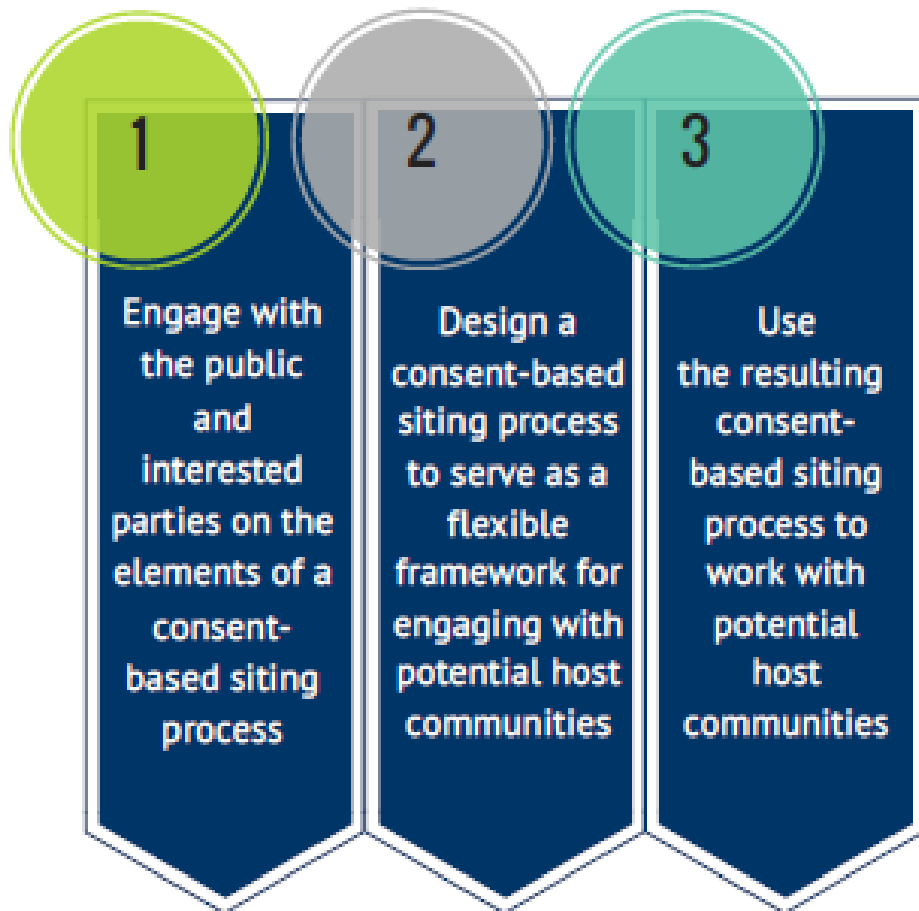 1
Engage with
the public
and
interested
parties on the
elements of a
consent-
based siting
process
2
Design a
consent-based
siting process
to serve as a
flexible
framework for
engaging with
potential host
communities
3
Use
the resulting
consent-
based siting
process to
work with
potential
host
communities